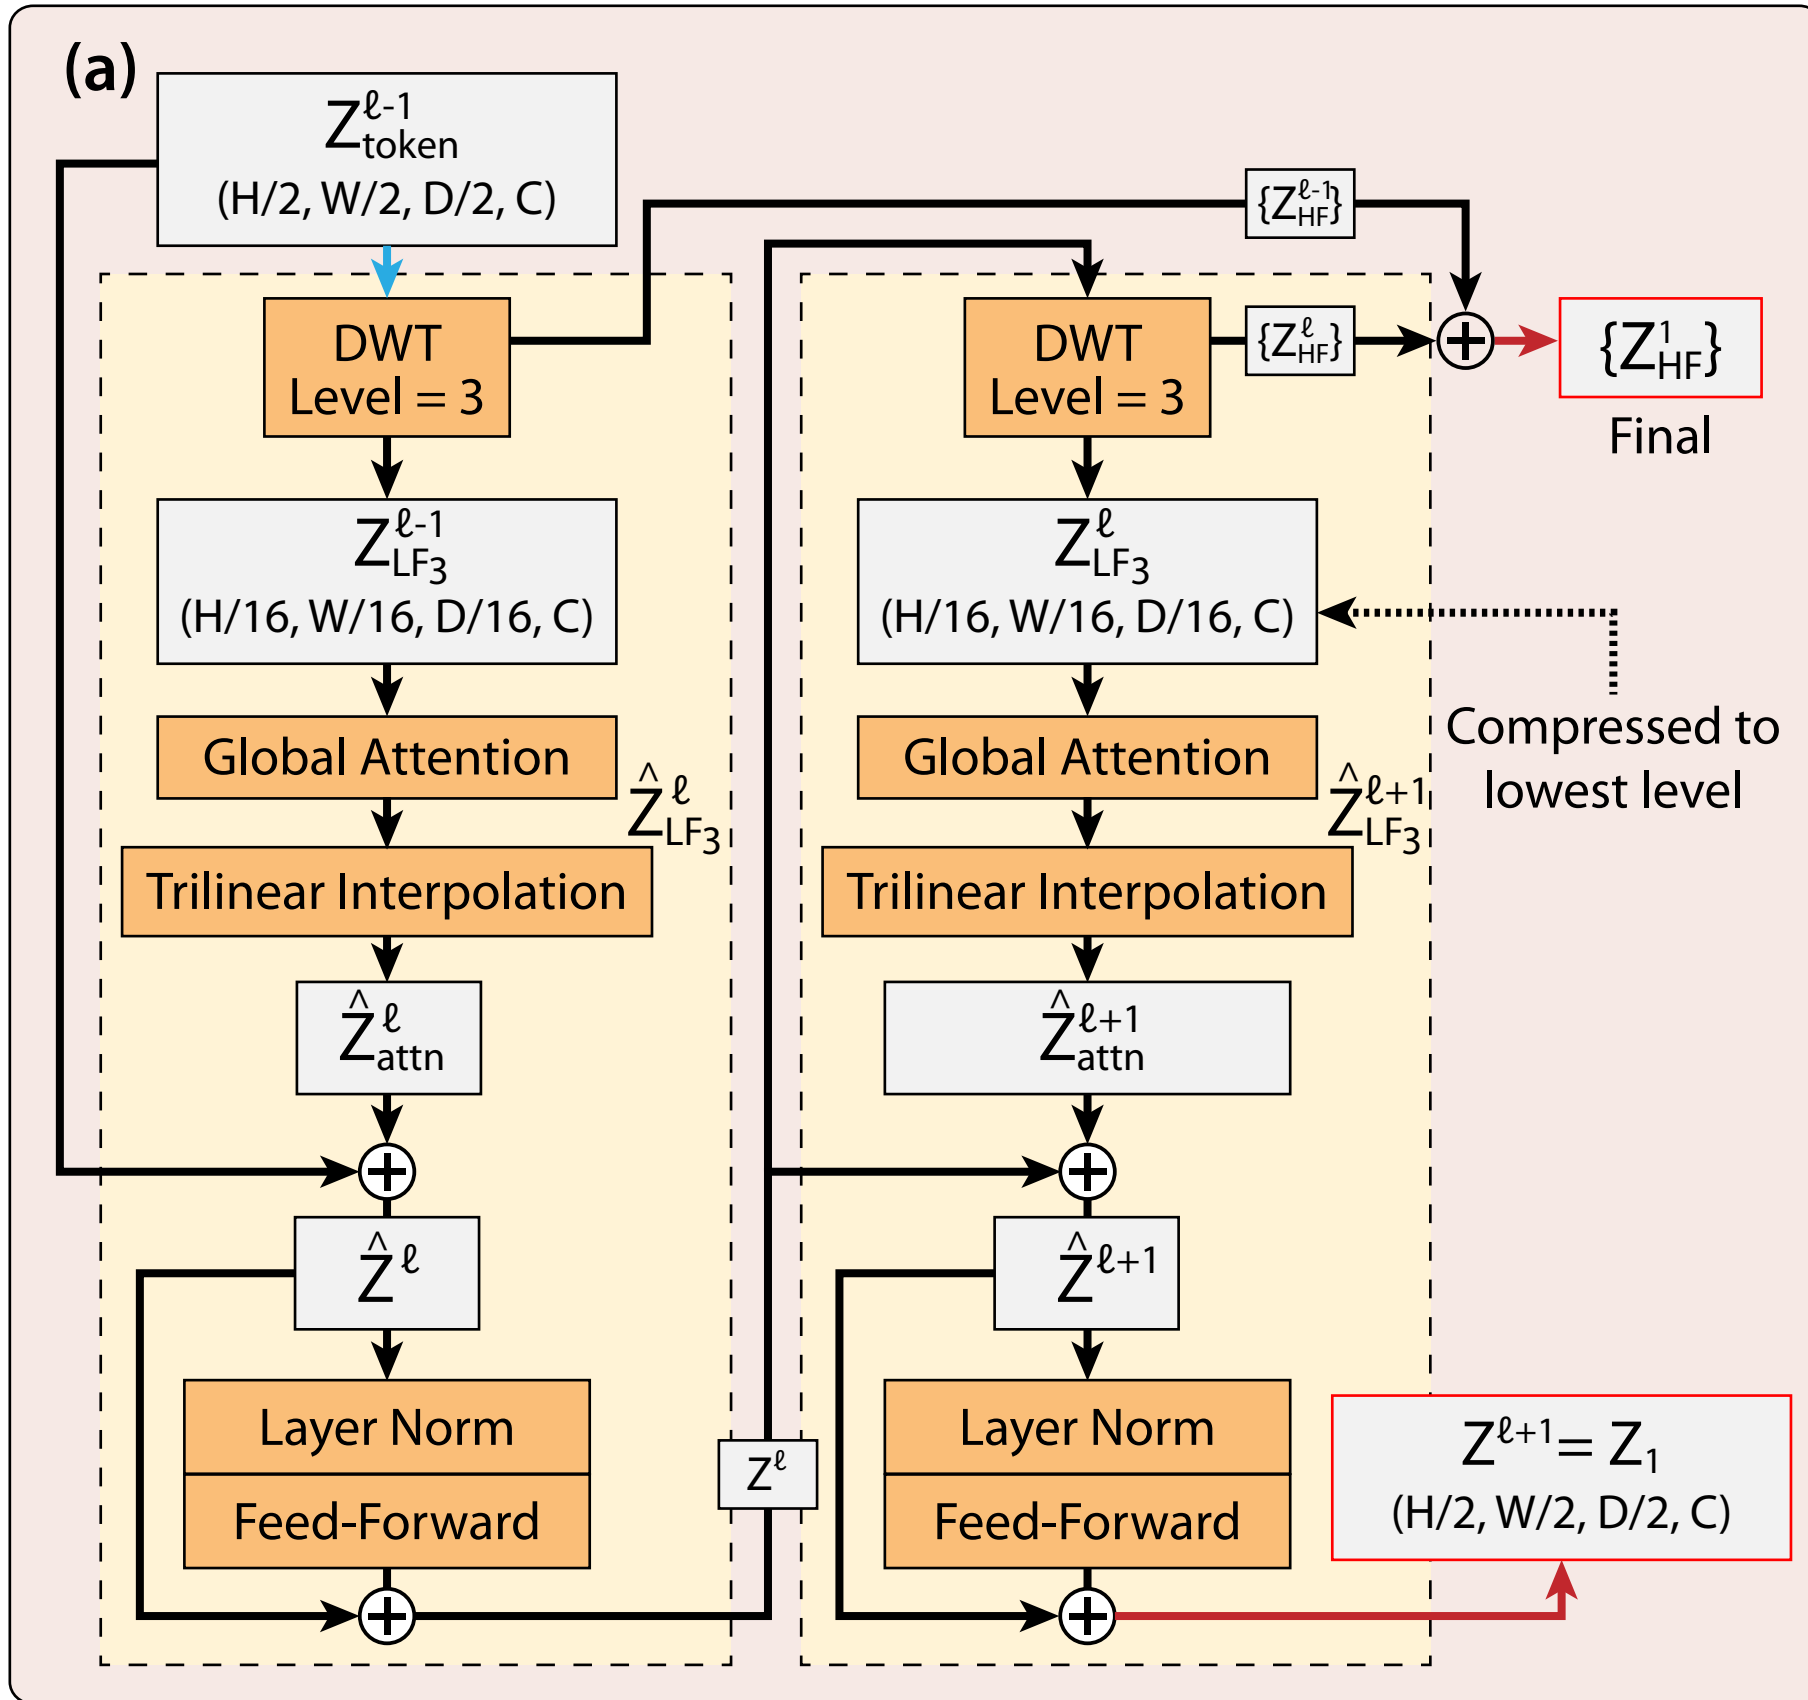 (a)
Z^{ℓ-1}_{token}
(H/2, W/2, D/2, C)
DWT
Level = 3
Z^{ℓ-1}_{LF_3}
(H/16, W/16, D/16, C)
Global Attention
Ẑ^{ℓ}_{LF_3}
Trilinear Interpolation
Ẑ^{ℓ}_{attn}
Ẑ^{ℓ}
Layer Norm
Feed-Forward
Z^{ℓ}
{Z^{ℓ-1}_{HF}}
DWT
Level = 3
{Z^{ℓ}_{HF}}
{Z^{1}_{HF}}
Final
Z^{ℓ}_{LF_3}
(H/16, W/16, D/16, C)
Compressed to
lowest level
Global Attention
Ẑ^{ℓ+1}_{LF_3}
Trilinear Interpolation
Ẑ^{ℓ+1}_{attn}
Ẑ^{ℓ+1}
Layer Norm
Feed-Forward
Z^{ℓ+1} = Z_1
(H/2, W/2, D/2, C)